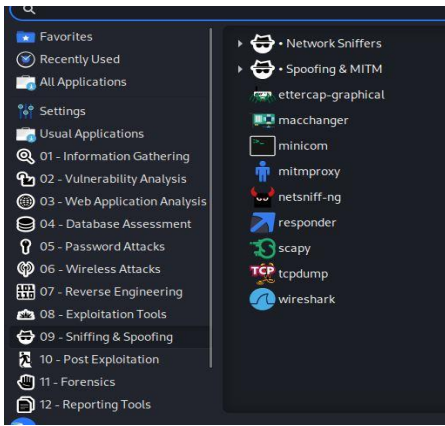 Favorites
Recently Used
All Applications
Settings
Usual Applications
01 - Information Gathering
02 - Vulnerability Analysis
03 - Web Application Analysis
04 - Database Assessment
05 - Password Attacks
06 - Wireless Attacks
07 - Reverse Engineering
08 - Exploitation Tools
09 - Sniffing & Spoofing
10 - Post Exploitation
11 - Forensics
12 - Reporting Tools
• Network Sniffers
• Spoofing & MITM
ettercap-graphical
macchanger
minicom
mitmproxy
netsniff-ng
responder
scapy
TCP tcpdump
wireshark